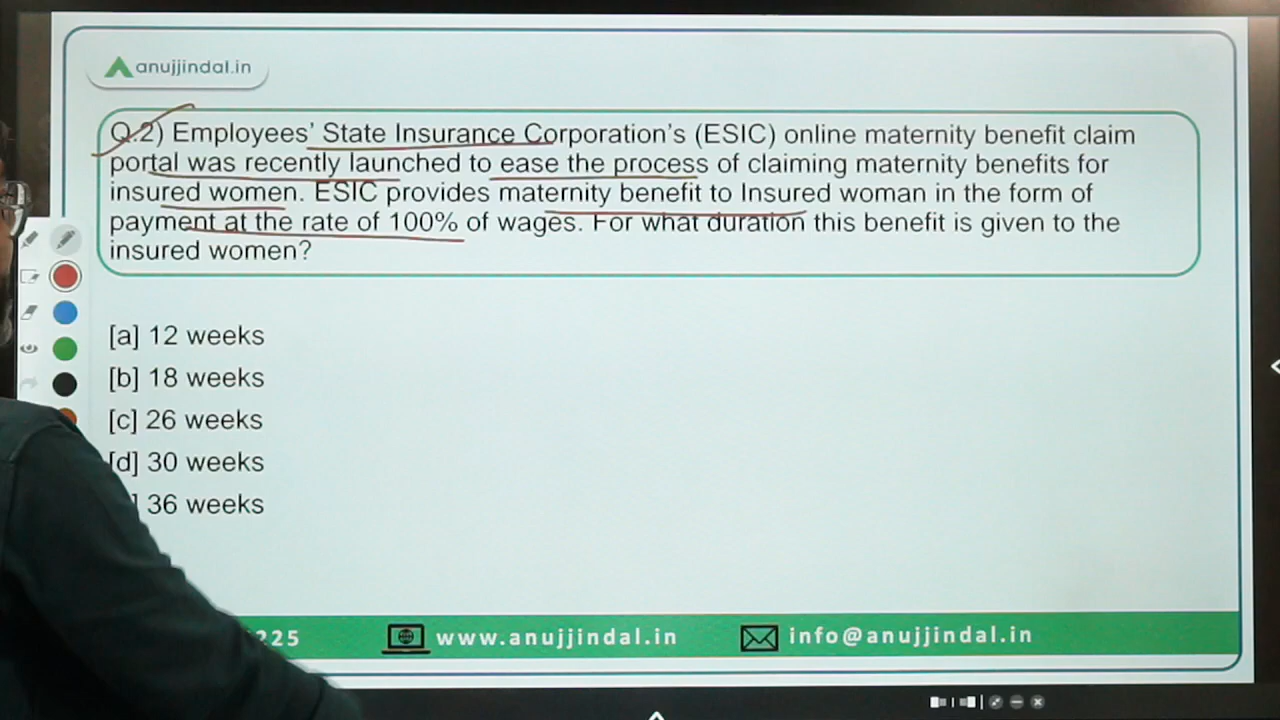 anujjindal.in
Q.2) Employees’ State Insurance Corporation’s (ESIC) online maternity benefit claim
portal was recently launched to ease the process of claiming maternity benefits for
insured women. ESIC provides maternity benefit to Insured woman in the form of
payment at the rate of 100% of wages. For what duration this benefit is given to the
insured women?
[a] 12 weeks
[b] 18 weeks
[c] 26 weeks
[d] 30 weeks
] 36 weeks
225 www.anujjindal.in info@anujjindal.in